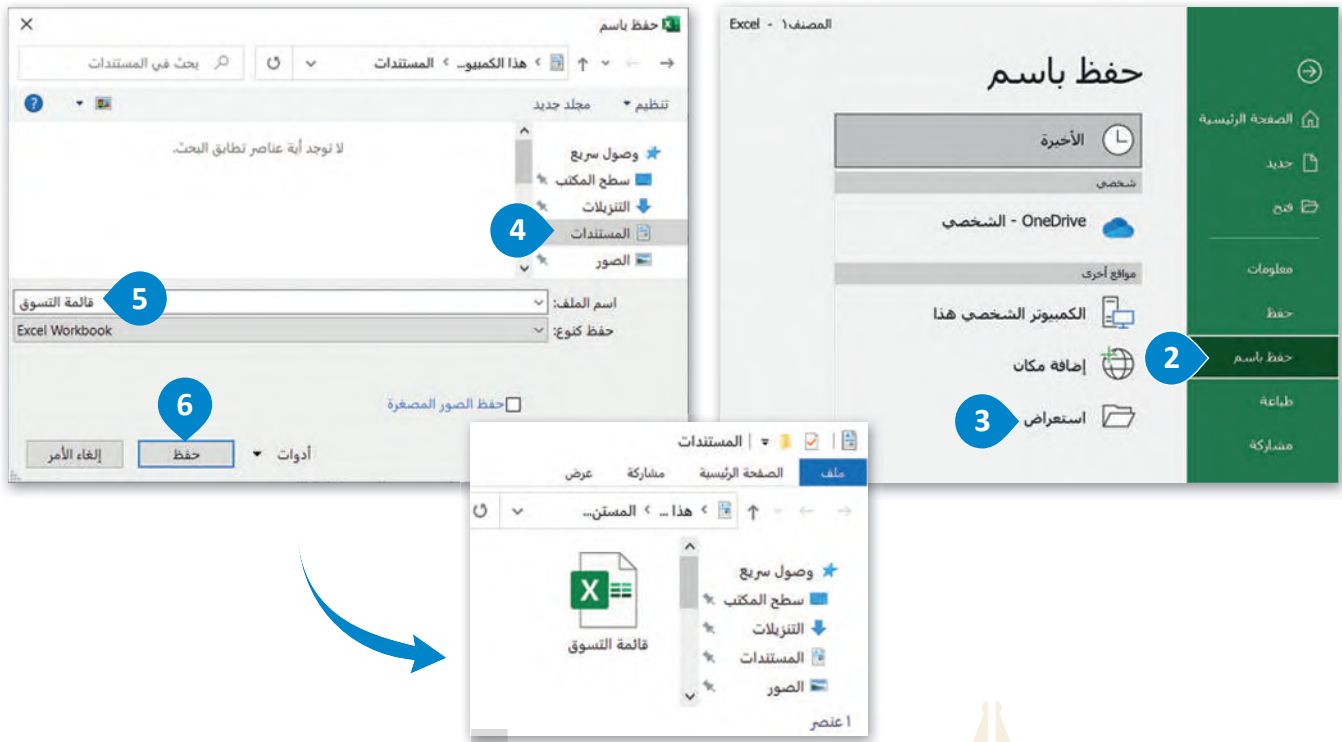 المصنف١ - Excel
حفظ باسم
الصفحة الرئيسية
جديد
فتح
معلومات
حفظ
حفظ باسم
طباعة
مشاركة
2
الأخيرة
شخصي
OneDrive - الشخصي
مواقع أخرى
الكمبيوتر الشخصي هذا
إضافة مكان
استعراض
3
حفظ باسم
هذا الكمبيو... › المستندات
بحث في المستندات
تنظيم
مجلد جديد
لا توجد أية عناصر تطابق البحث.
وصول سريع
سطح المكتب
التنزيلات
المستندات
الصور
4
اسم الملف: قائمة التسوق
5
حفظ كنوع: Excel Workbook
حفظ الصور المصغرة
6
أدوات
حفظ
إلغاء الأمر
المستندات
ملف
الصفحة الرئيسية
مشاركة
عرض
هذا ... › المستن...
وصول سريع
سطح المكتب
التنزيلات
المستندات
الصور
قائمة التسوق
١ عنصر